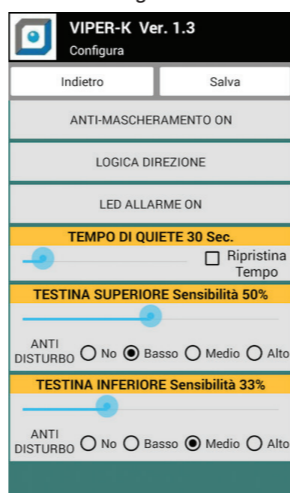 VIPER-K Ver. 1.3
Configura
Indietro Salva
ANTI-MASCHERAMENTO ON
LOGICA DIREZIONE
LED ALLARME ON
TEMPO DI QUIETE 30 Sec.
Ripristina
Tempo
TESTINA SUPERIORE Sensibilità 50%
ANTI
DISTURBO No Basso Medio Alto
TESTINA INFERIORE Sensibilità 33%
ANTI
DISTURBO No Basso Medio Alto